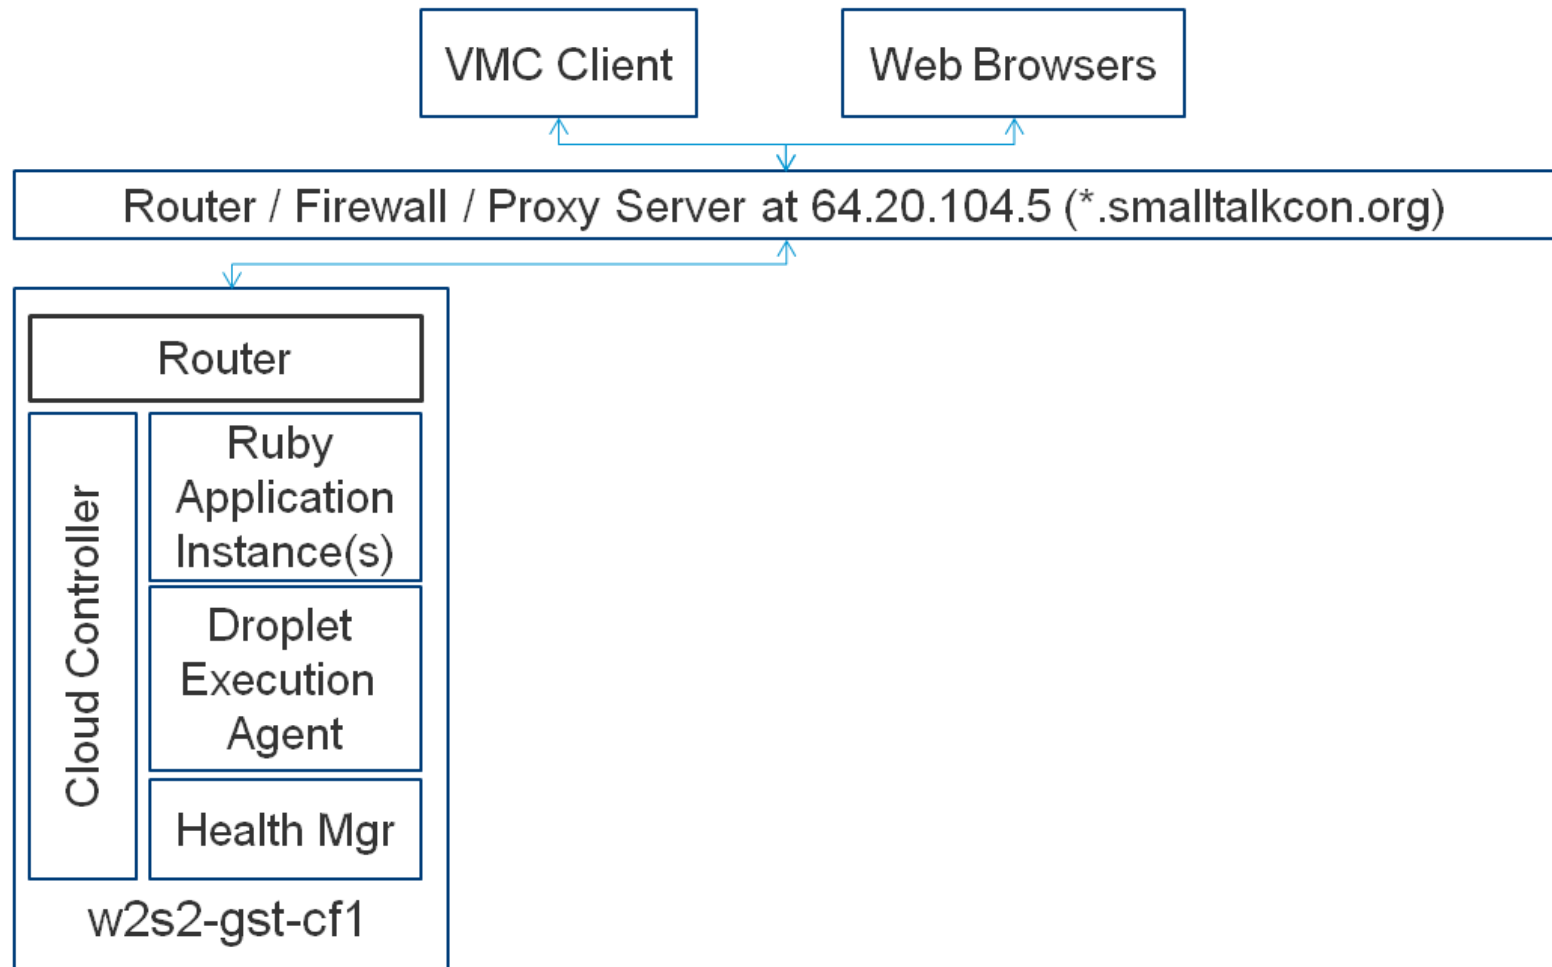 VMC Client
Web Browsers
Router / Firewall / Proxy Server at 64.20.104.5 (*.smalltalkcon.org)
Router
Cloud Controller
Ruby
Application
Instance(s)
Droplet
Execution
Agent
Health Mgr
w2s2-gst-cf1